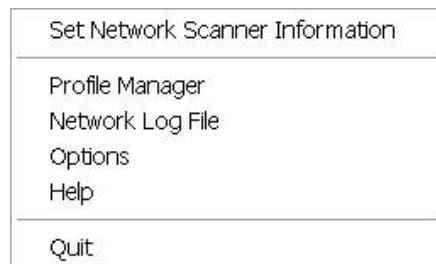 Set Network Scanner Information
Profile Manager
Network Log File
Options
Help
Quit